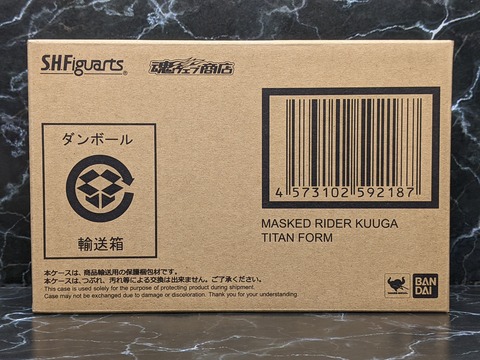 S.H.Figuarts
魂ウェブ商店
ダンボール
輸送箱
4 573102 592187
MASKED RIDER KUUGA
TITAN FORM
本ケースは、商品輸送用の保護梱包材です。
本ケースは、つぶれ、汚れ等による交換は出来ません。ご了承ください。
This case is used solely for the purpose of protecting product during shipment.
Case may not be exchanged due to damage or discoloration. Thank you for your understanding.
BAN
DAI